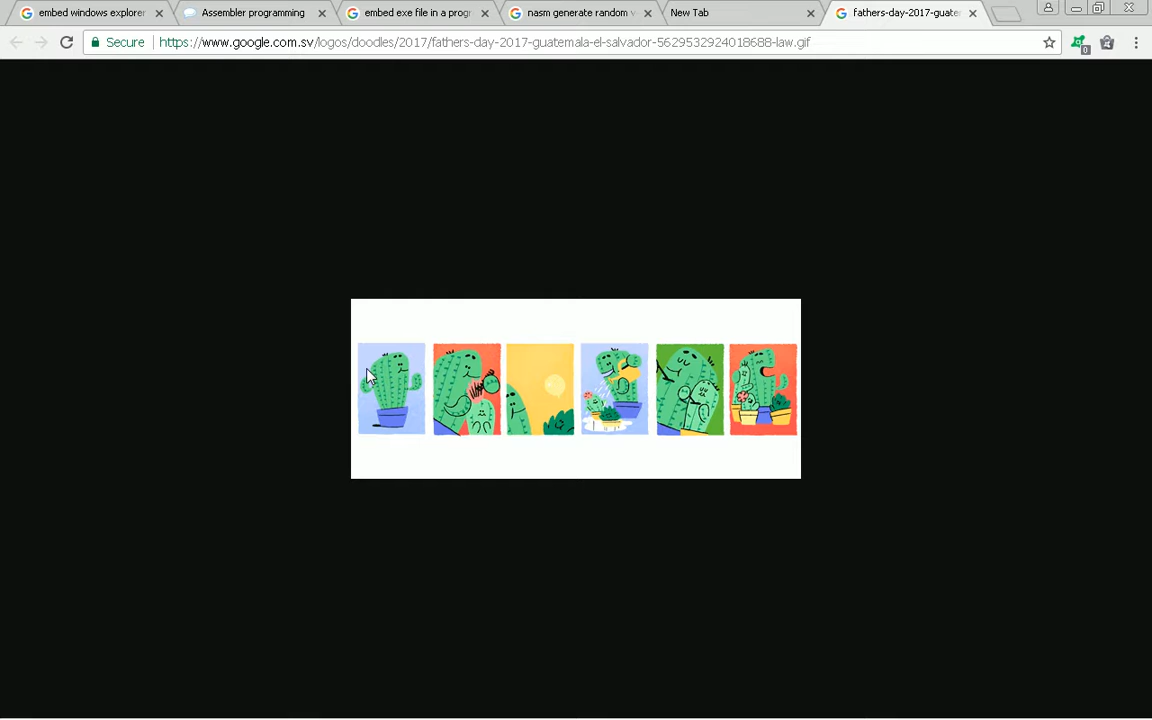 embed windows explorer
Assembler programming
embed exe file in a progr
nasm generate random v
New Tab
fathers-day-2017-guate
Secure
https://www.google.com.sv/logos/doodles/2017/fathers-day-2017-guatemala-el-salvador-5629532924018688-law.gif
0